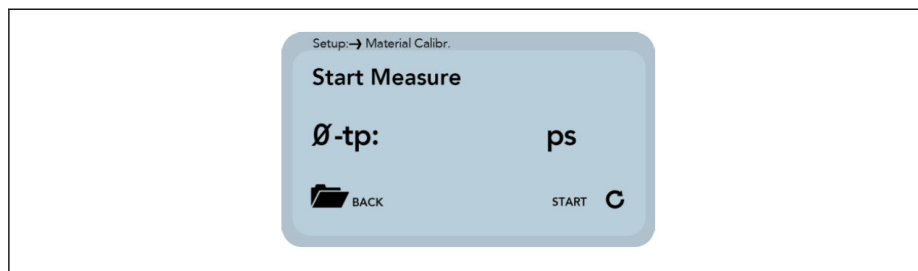 Setup:→ Material Calibr.
Start Measure
Ø-tp: ps
BACK START